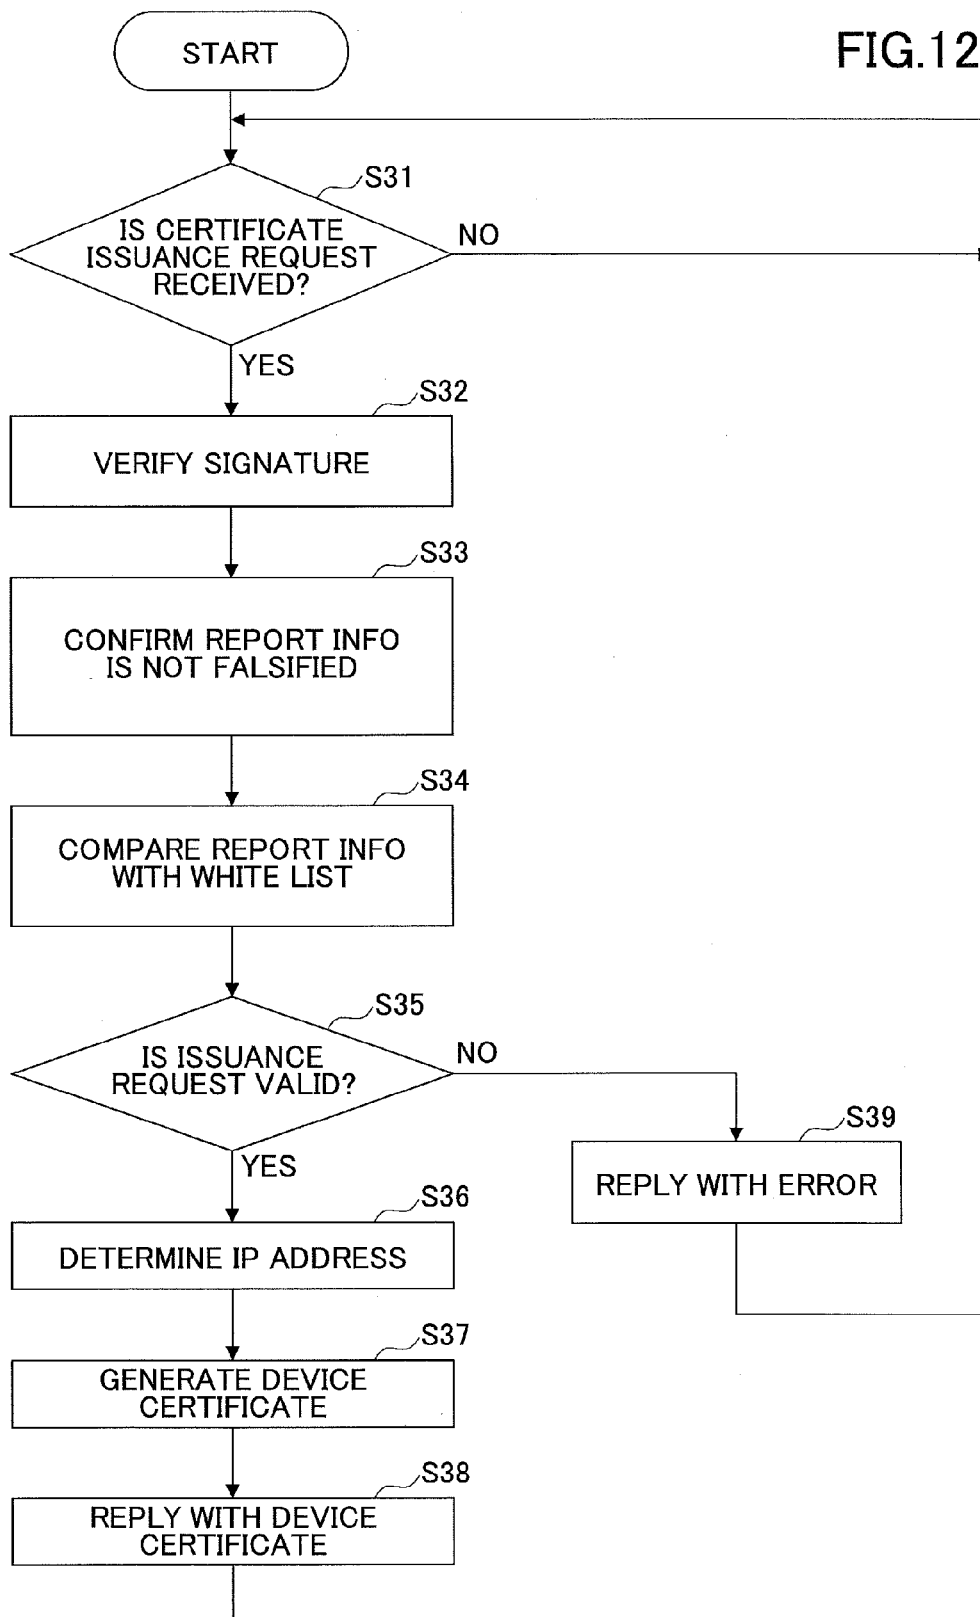 FIG.12
START
S31
IS CERTIFICATE
ISSUANCE REQUEST
RECEIVED?
NO
YES
S32
VERIFY SIGNATURE
S33
CONFIRM REPORT INFO
IS NOT FALSIFIED
S34
COMPARE REPORT INFO
WITH WHITE LIST
S35
IS ISSUANCE
REQUEST VALID?
NO
YES
S39
REPLY WITH ERROR
S36
DETERMINE IP ADDRESS
S37
GENERATE DEVICE
CERTIFICATE
S38
REPLY WITH DEVICE
CERTIFICATE